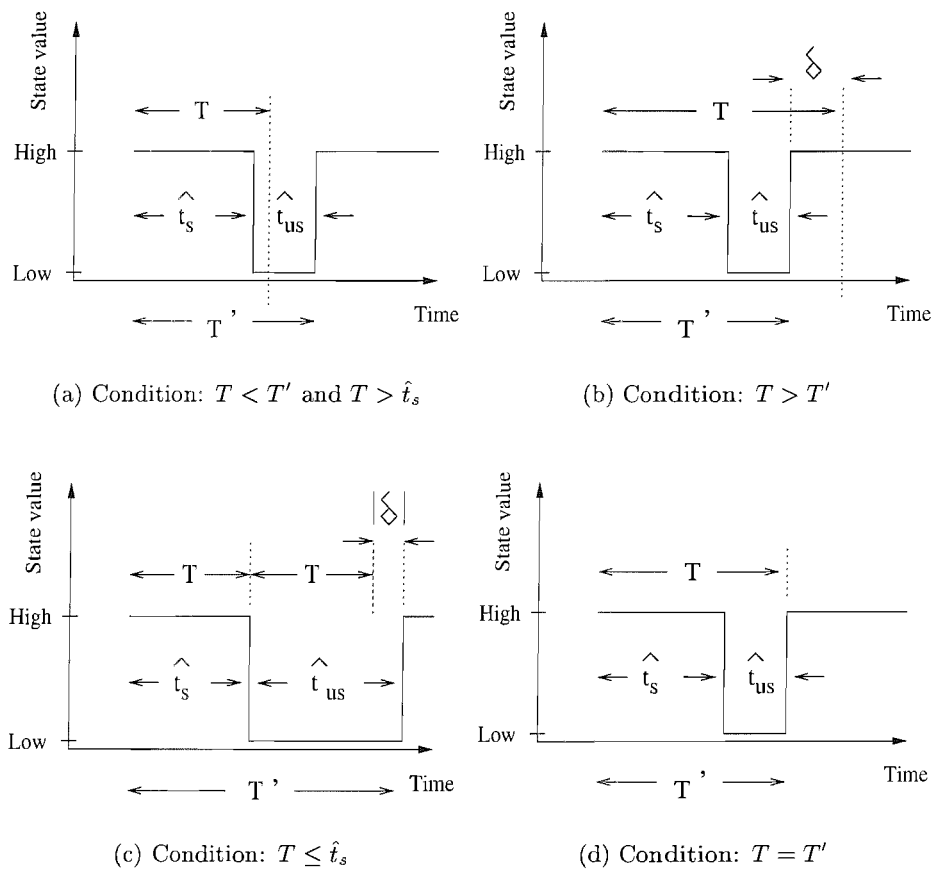 State value
High
Low
T
t̂s
t̂us
T’
Time
(a) Condition: T < T′ and T > t̂s
State value
High
Low
δ
T
t̂s
t̂us
T’
Time
(b) Condition: T > T′
State value
High
Low
δ
T T
t̂s
t̂us
T’
Time
(c) Condition: T ≤ t̂s
State value
High
Low
T
t̂s
t̂us
T’
Time
(d) Condition: T = T′